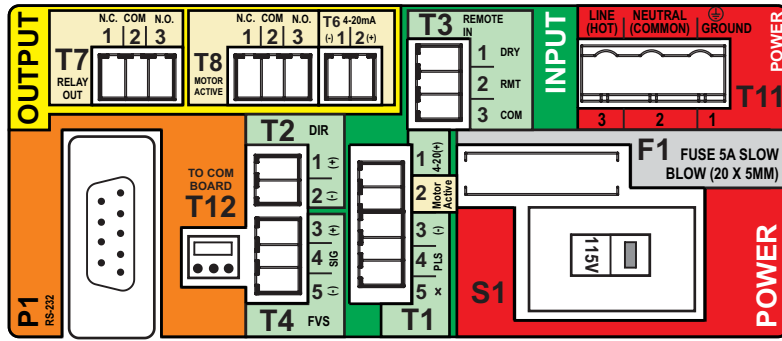 OUTPUT
N.C. COM N.O.
1 2 3
T7
RELAY
OUT
N.C. COM N.O.
1 2 3
T8
MOTOR
ACTIVE
T6 4-20mA
(-) 1 2 (+)
T3 REMOTE
IN
1 DRY
2 RMT
3 COM
INPUT
LINE
(HOT)
NEUTRAL
(COMMON)
GROUND
POWER
T11
3 2 1
P1
RS-232
TO COM
BOARD
T12
T2 DIR
1 (+)
2 (-)
3 (+)
4 SIG
5 (-)
T4 FVS
1 4-20(+)
2 Motor
Active
3 (-)
4 PLS
5 x
T1
F1 FUSE 5A SLOW
BLOW (20 X 5MM)
S1
115V
POWER